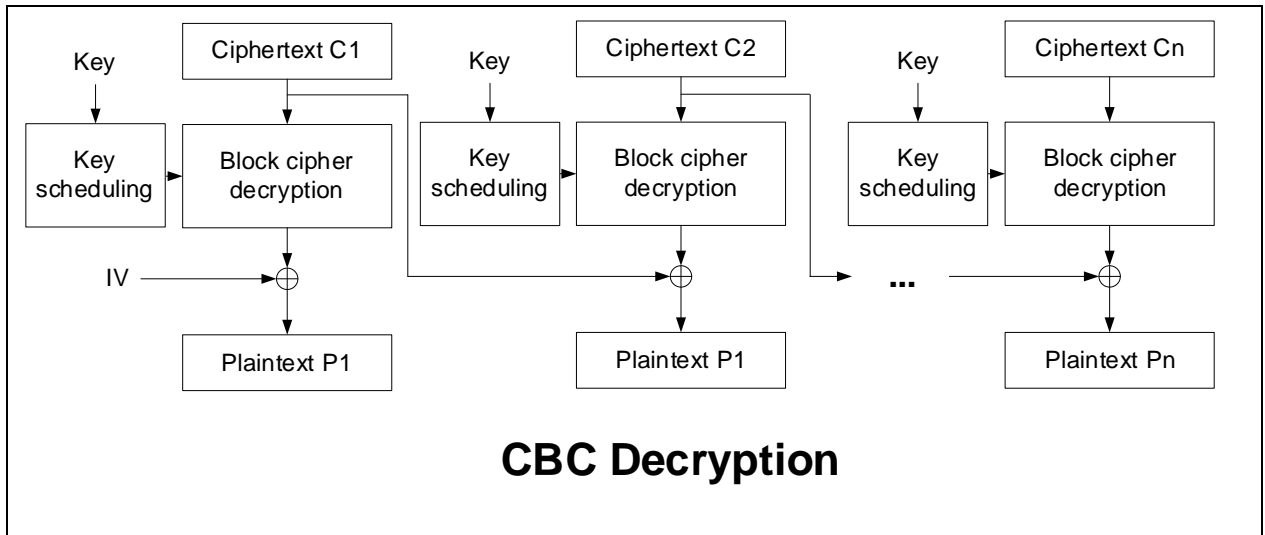 Ciphertext C1
Ciphertext C2
Ciphertext Cn
Key
Key
Key
Key
scheduling
Block cipher
decryption
Key
scheduling
Block cipher
decryption
Key
scheduling
Block cipher
decryption
IV
...
Plaintext P1
Plaintext P1
Plaintext Pn
CBC Decryption